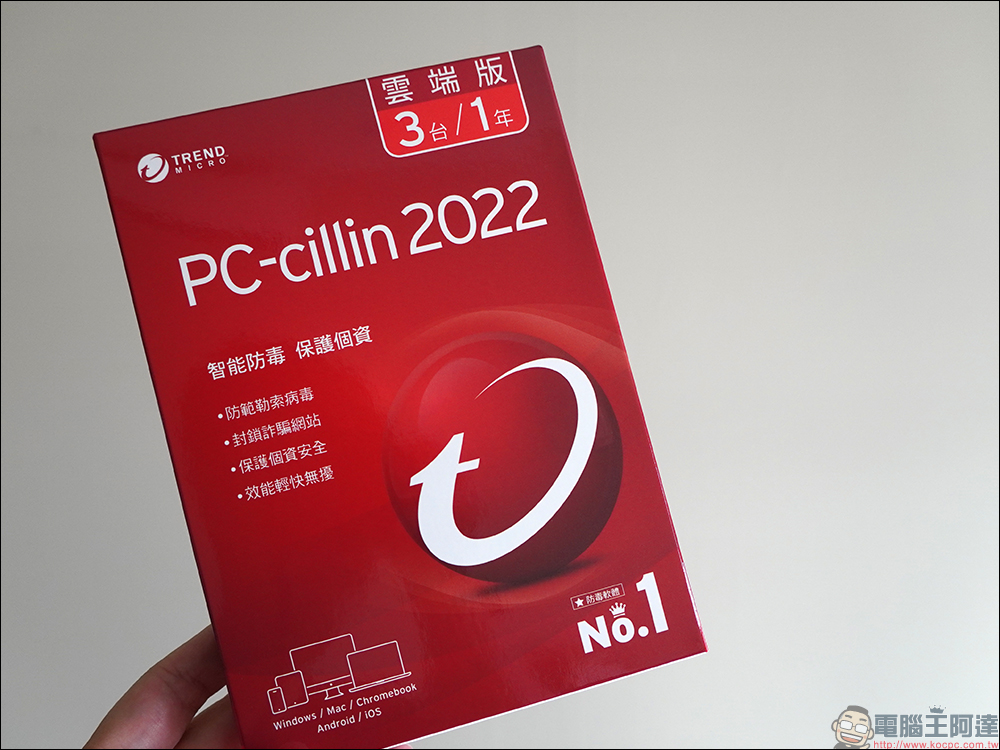 雲端版
3台/1年
TREND
MICRO
PC-cillin 2022
智能防毒 保護個資
•防範勒索病毒
•封鎖詐騙網站
•保護個資安全
•效能輕快無擾
★防毒軟體
No.1
Windows / Mac / Chromebook
Android / iOS
電腦王阿達
http://www.kocpc.com.tw